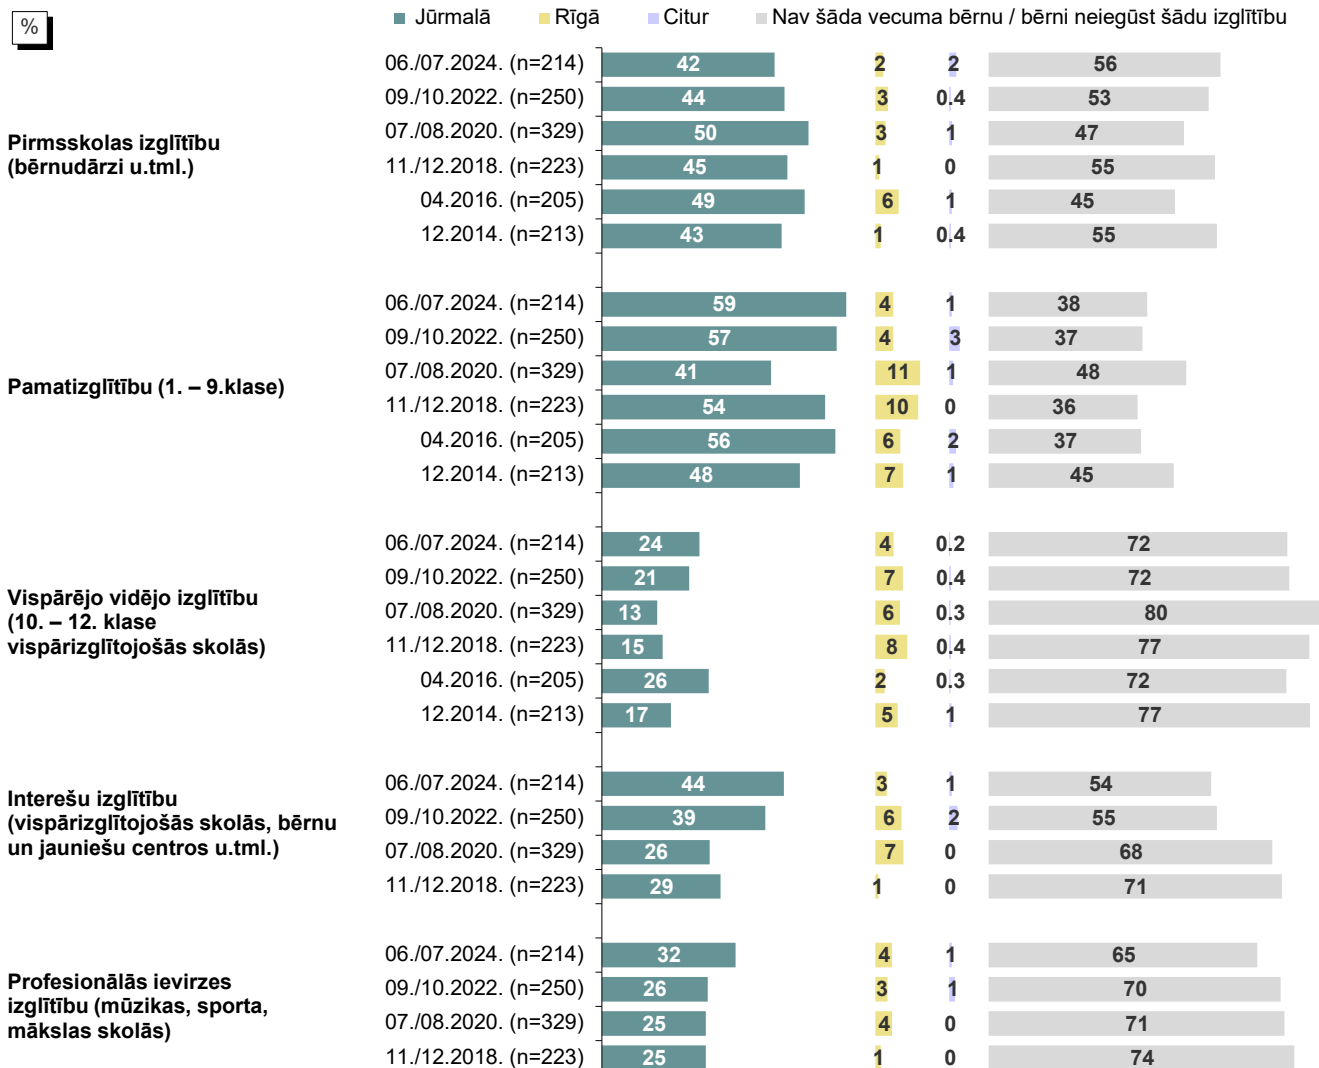 %
Jūrmalā Rīgā Citur Nav šāda vecuma bērnu / bērni neiegūst šādu izglītību
Pirmsskolas izglītību
(bērnudārzi u.tml.)
06./07.2024. (n=214) 42 2 2 56
09./10.2022. (n=250) 44 3 0.4 53
07./08.2020. (n=329) 50 3 1 47
11./12.2018. (n=223) 45 1 0 55
04.2016. (n=205) 49 6 1 45
12.2014. (n=213) 43 1 0.4 55
Pamatizglītību (1. – 9.klase)
06./07.2024. (n=214) 59 4 1 38
09./10.2022. (n=250) 57 4 3 37
07./08.2020. (n=329) 41 11 1 48
11./12.2018. (n=223) 54 10 0 36
04.2016. (n=205) 56 6 2 37
12.2014. (n=213) 48 7 1 45
Vispārējo vidējo izglītību
(10. – 12. klase
vispārizglītojošās skolās)
06./07.2024. (n=214) 24 4 0.2 72
09./10.2022. (n=250) 21 7 0.4 72
07./08.2020. (n=329) 13 6 0.3 80
11./12.2018. (n=223) 15 8 0.4 77
04.2016. (n=205) 26 2 0.3 72
12.2014. (n=213) 17 5 1 77
Interešu izglītību
(vispārizglītojošās skolās, bērnu
un jauniešu centros u.tml.)
06./07.2024. (n=214) 44 3 1 54
09./10.2022. (n=250) 39 6 2 55
07./08.2020. (n=329) 26 7 0 68
11./12.2018. (n=223) 29 1 0 71
Profesionālās ievirzes
izglītību (mūzikas, sporta,
mākslas skolās)
06./07.2024. (n=214) 32 4 1 65
09./10.2022. (n=250) 26 3 1 70
07./08.2020. (n=329) 25 4 0 71
11./12.2018. (n=223) 25 1 0 74